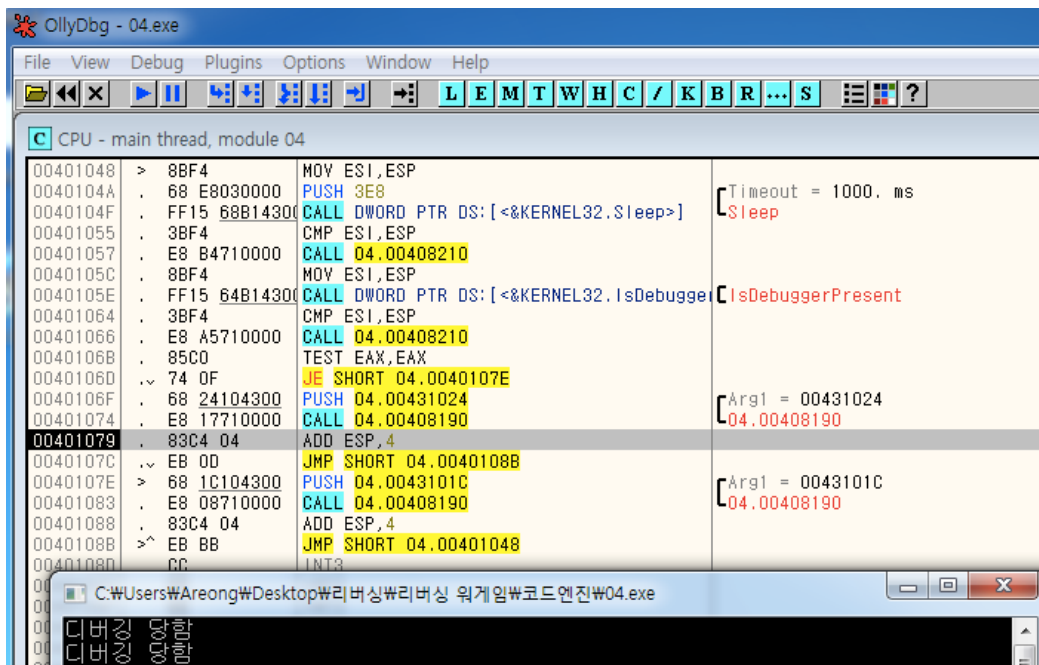 OllyDbg - 04.exe
File View Debug Plugins Options Window Help
L E M T W H C / K B R ... S ?
C CPU - main thread, module 04
00401048 > 8BF4 MOV ESI,ESP
0040104A . 68 E8030000 PUSH 3E8 Timeout = 1000. ms
0040104F . FF15 68B14300 CALL DWORD PTR DS:[<&KERNEL32.Sleep>] Sleep
00401055 . 3BF4 CMP ESI,ESP
00401057 . E8 B4710000 CALL 04.00408210
0040105C . 8BF4 MOV ESI,ESP
0040105E . FF15 64B14300 CALL DWORD PTR DS:[<&KERNEL32.IsDebugger IsDebuggerPresent
00401064 . 3BF4 CMP ESI,ESP
00401066 . E8 A5710000 CALL 04.00408210
0040106B . 85C0 TEST EAX,EAX
0040106D .v 74 0F JE SHORT 04.0040107E
0040106F . 68 24104300 PUSH 04.00431024 Arg1 = 00431024
00401074 . E8 17710000 CALL 04.00408190 04.00408190
00401079 . 83C4 04 ADD ESP,4
0040107C .v EB 0D JMP SHORT 04.0040108B
0040107E > 68 1C104300 PUSH 04.0043101C Arg1 = 0043101C
00401083 . E8 08710000 CALL 04.00408190 04.00408190
00401088 . 83C4 04 ADD ESP,4
0040108B >^ EB BB JMP SHORT 04.00401048
0040108D CC INT3
C:₩Users₩Areong₩Desktop₩리버싱₩리버싱 워게임₩코드엔진₩04.exe
디버깅 당함
디버깅 당함